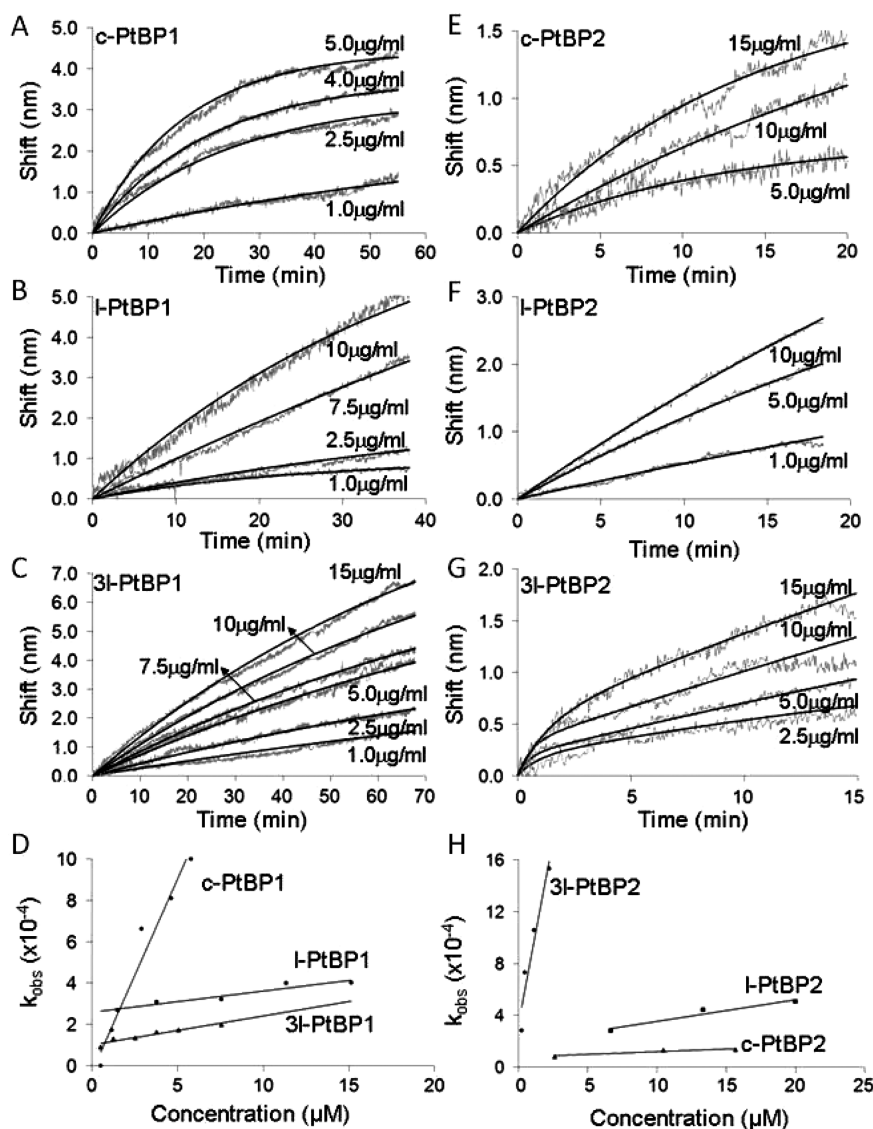 A
c-PtBP1
5.0µg/ml
4.0µg/ml
2.5µg/ml
1.0µg/ml
Shift (nm)
5.0
4.0
3.0
2.0
1.0
0.0
0 10 20 30 40 50 60
Time (min)
E
c-PtBP2
15µg/ml
10µg/ml
5.0µg/ml
Shift (nm)
1.5
1.0
0.5
0.0
0 5 10 15 20
Time (min)
B
l-PtBP1
10µg/ml
7.5µg/ml
2.5µg/ml
1.0µg/ml
Shift (nm)
5.0
4.0
3.0
2.0
1.0
0.0
0 10 20 30 40
Time (min)
F
l-PtBP2
10µg/ml
5.0µg/ml
1.0µg/ml
Shift (nm)
3.0
2.0
1.0
0.0
0 5 10 15 20
Time (min)
C
3l-PtBP1
15µg/ml
10µg/ml
7.5µg/ml
5.0µg/ml
2.5µg/ml
1.0µg/ml
Shift (nm)
7.0
6.0
5.0
4.0
3.0
2.0
1.0
0.0
0 10 20 30 40 50 60 70
Time (min)
G
3l-PtBP2
15µg/ml
10µg/ml
5.0µg/ml
2.5µg/ml
Shift (nm)
2.0
1.5
1.0
0.5
0.0
0 5 10 15
Time (min)
D
c-PtBP1
l-PtBP1
3l-PtBP1
kobs (x10-4)
10
8
6
4
2
0
0 5 10 15
Concentration (µM)
H
3l-PtBP2
l-PtBP2
c-PtBP2
kobs (x10-4)
16
12
8
4
0
0 5 10 15 20 25
Concentration (µM)